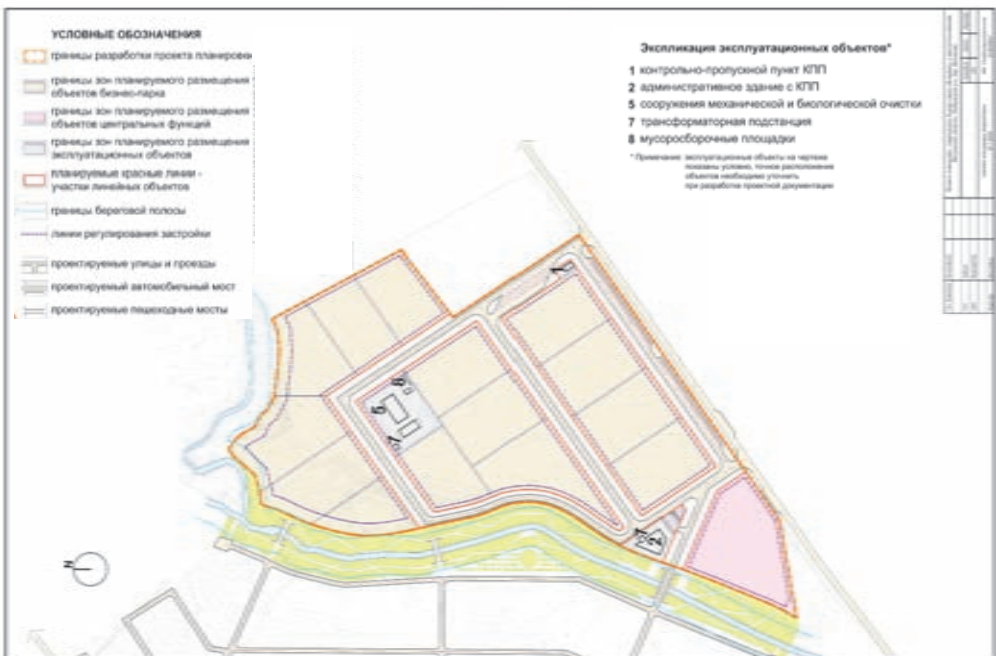 УСЛОВНЫЕ ОБОЗНАЧЕНИЯ
границы разработки проекта планировки
границы зон планируемого размещения
объектов бизнес-парка
границы зон планируемого размещения
объектов центральных функций
границы зон планируемого размещения
эксплуатационных объектов
планируемые красные линии -
участки линейных объектов
границы береговой полосы
линии регулирования застройки
проектируемые улицы и проезды
проектируемый автомобильный мост
проектируемые пешеходные мосты
Экспликация эксплуатационных объектов*
1 контрольно-пропускной пункт КПП
2 административное здание с КПП
5 сооружения механической и биологической очистки
7 трансформаторная подстанция
8 мусоросборочные площадки
* Примечание: эксплуатационные объекты на чертеже
показаны условно, точное расположение
объектов необходимо уточнить
при разработке проектной документации
1
8
5
7
2
N